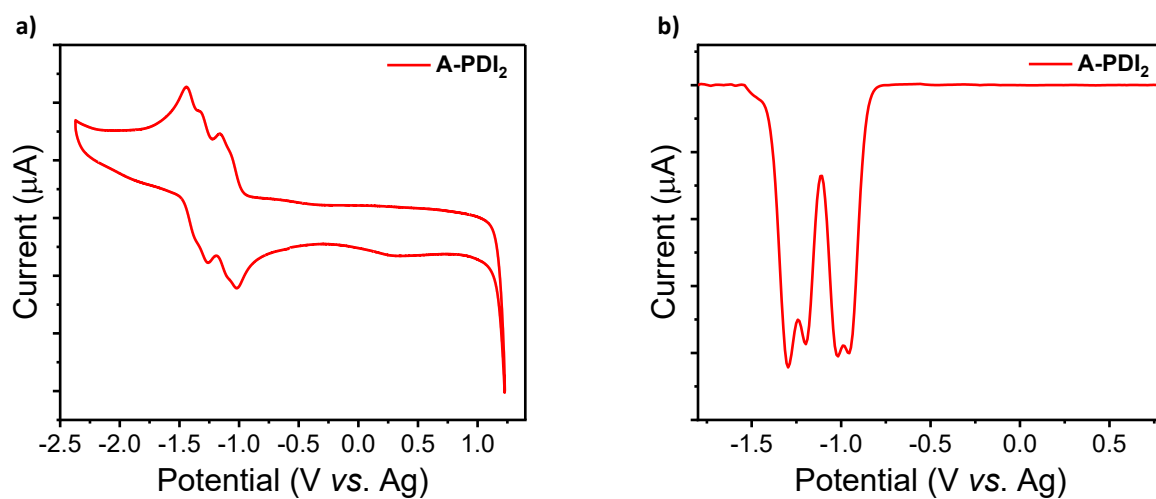 a)
A-PDI₂
Current (μA)
-2.5 -2.0 -1.5 -1.0 -0.5 0.0 0.5 1.0
Potential (V vs. Ag)
b)
A-PDI₂
Current (μA)
-1.5 -1.0 -0.5 0.0 0.5
Potential (V vs. Ag)